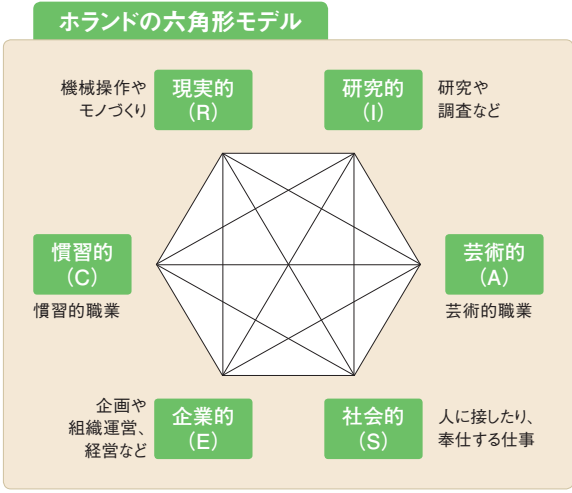 ホランドの六角形モデル
機械操作や
モノづくり
現実的
（R）
研究的
（I）
研究や
調査など
慣習的
（C）
慣習的職業
芸術的
（A）
芸術的職業
企画や
組織運営、
経営など
企業的
（E）
社会的
（S）
人に接したり、
奉仕する仕事